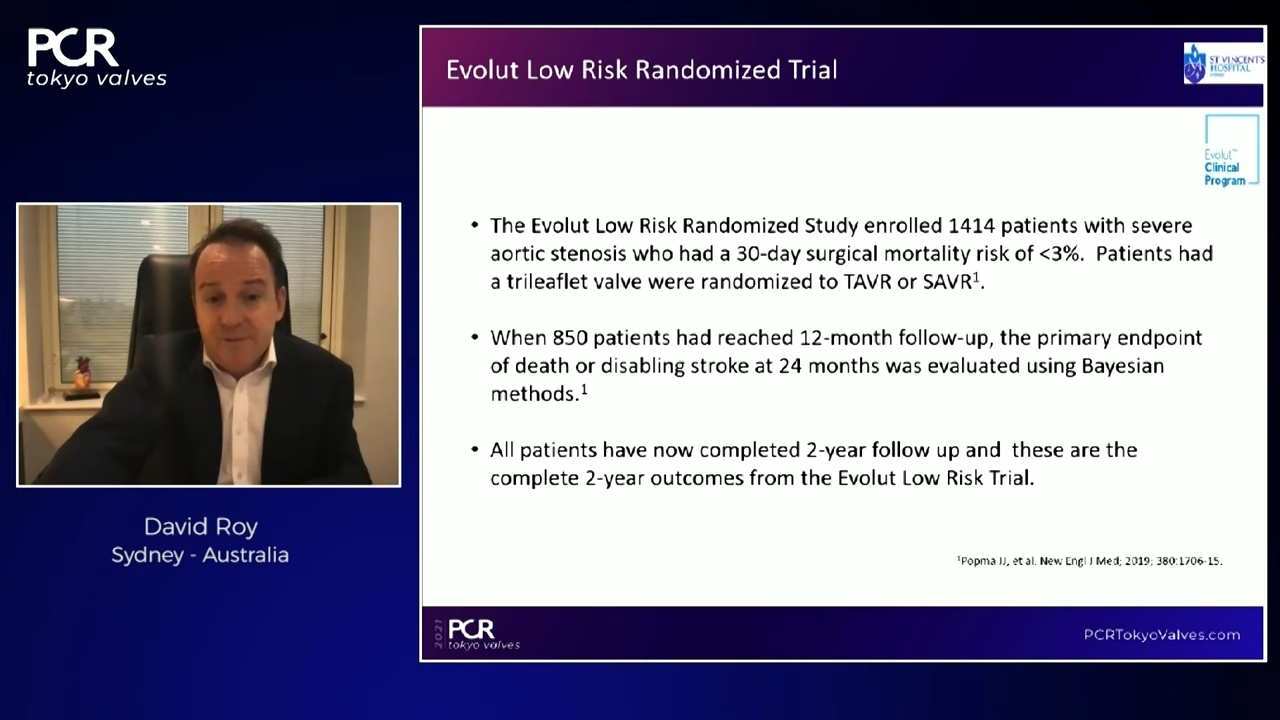 PCR
tokyo valves
Evolut Low Risk Randomized Trial
ST VINCENT'S
HOSPITAL
Evolut™
Clinical
Program
• The Evolut Low Risk Randomized Study enrolled 1414 patients with severe
aortic stenosis who had a 30-day surgical mortality risk of <3%. Patients had
a trileaflet valve were randomized to TAVR or SAVR¹.
• When 850 patients had reached 12-month follow-up, the primary endpoint
of death or disabling stroke at 24 months was evaluated using Bayesian
methods.¹
• All patients have now completed 2-year follow up and these are the
complete 2-year outcomes from the Evolut Low Risk Trial.
¹Popma JJ, et al. New Engl J Med; 2019; 380:1706-15.
David Roy
Sydney - Australia
2021
PCR
tokyo valves
PCRTokyoValves.com